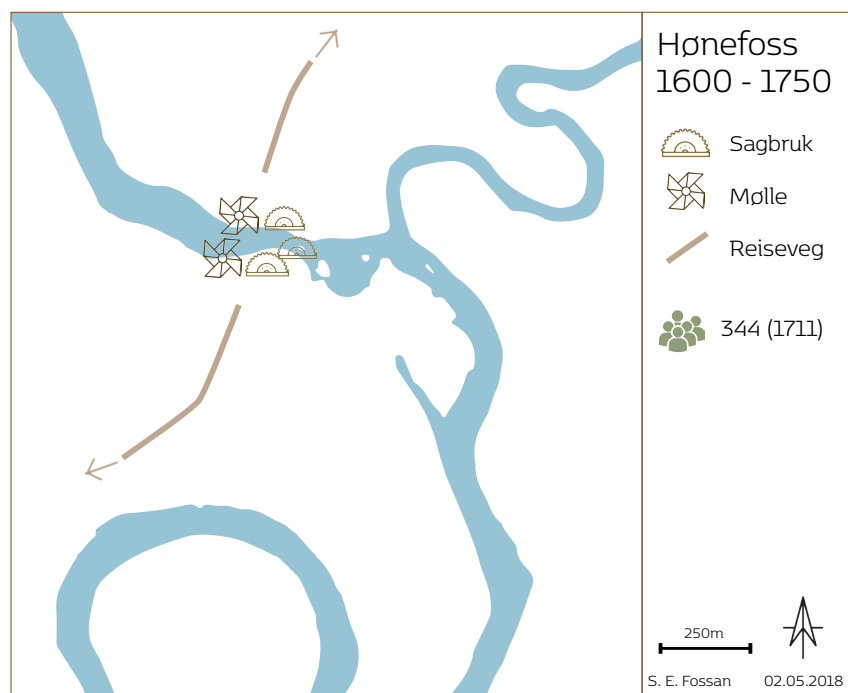 Hønefoss
1600 - 1750
Sagbruk
Mølle
Reiseveg
344 (1711)
250m
S. E. Fossan 02.05.2018